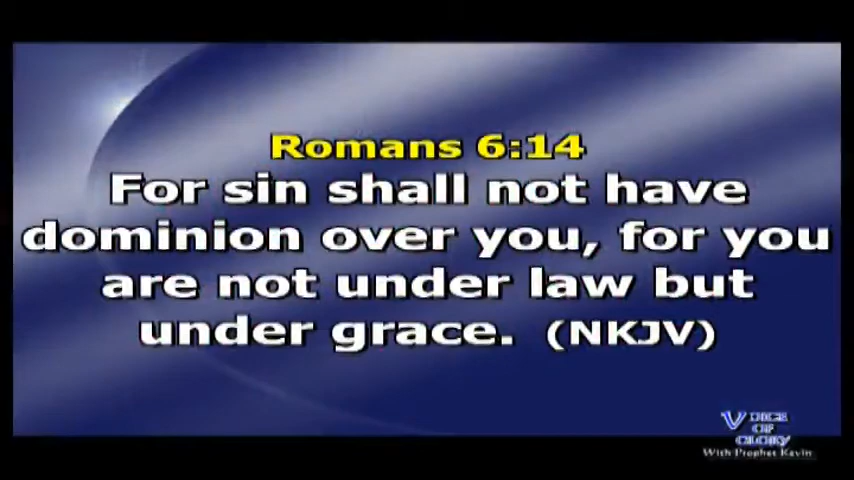 Romans 6:14
For sin shall not have
dominion over you, for you
are not under law but
under grace. (NKJV)
VOICE
OF
GLORY
With Prophet Kevin